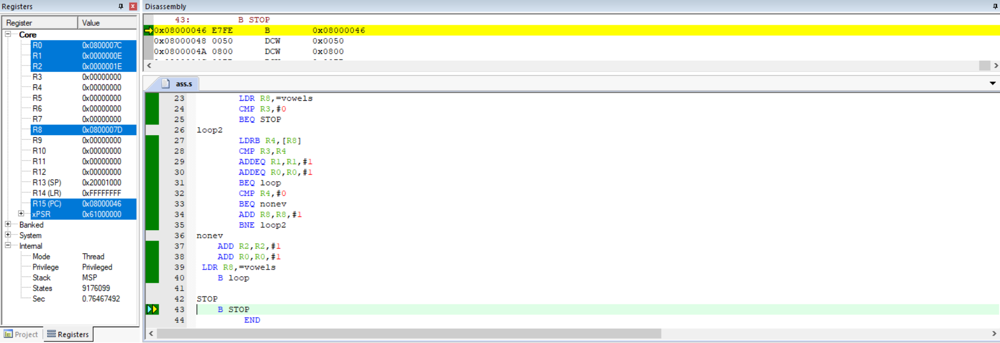 Registers
Register Value
Core
R0 0x0800007C
R1 0x0000000E
R2 0x0000001E
R3 0x00000000
R4 0x00000000
R5 0x00000000
R6 0x00000000
R7 0x00000000
R8 0x0800007D
R9 0x00000000
R10 0x00000000
R11 0x00000000
R12 0x00000000
R13 (SP) 0x20001000
R14 (LR) 0xFFFFFFFF
R15 (PC) 0x08000046
xPSR 0x61000000
Banked
System
Internal
Mode Thread
Privilege Privileged
Stack MSP
States 9176099
Sec 0.76467492
Project Registers
Disassembly
43: B STOP
0x08000046 E7FE B 0x08000046
0x08000048 0050 DCW 0x0050
0x0800004A 0800 DCW 0x0800
ass.s
23 LDR R8,=vowels
24 CMP R3,#0
25 BEQ STOP
26 loop2
27 LDRB R4,[R8]
28 CMP R3,R4
29 ADDEQ R1,R1,#1
30 ADDEQ R0,R0,#1
31 BEQ loop
32 CMP R4,#0
33 BEQ nonev
34 ADD R8,R8,#1
35 BNE loop2
36 nonev
37 ADD R2,R2,#1
38 ADD R0,R0,#1
39 LDR R8,=vowels
40 B loop
41
42 STOP
43 B STOP
44 END